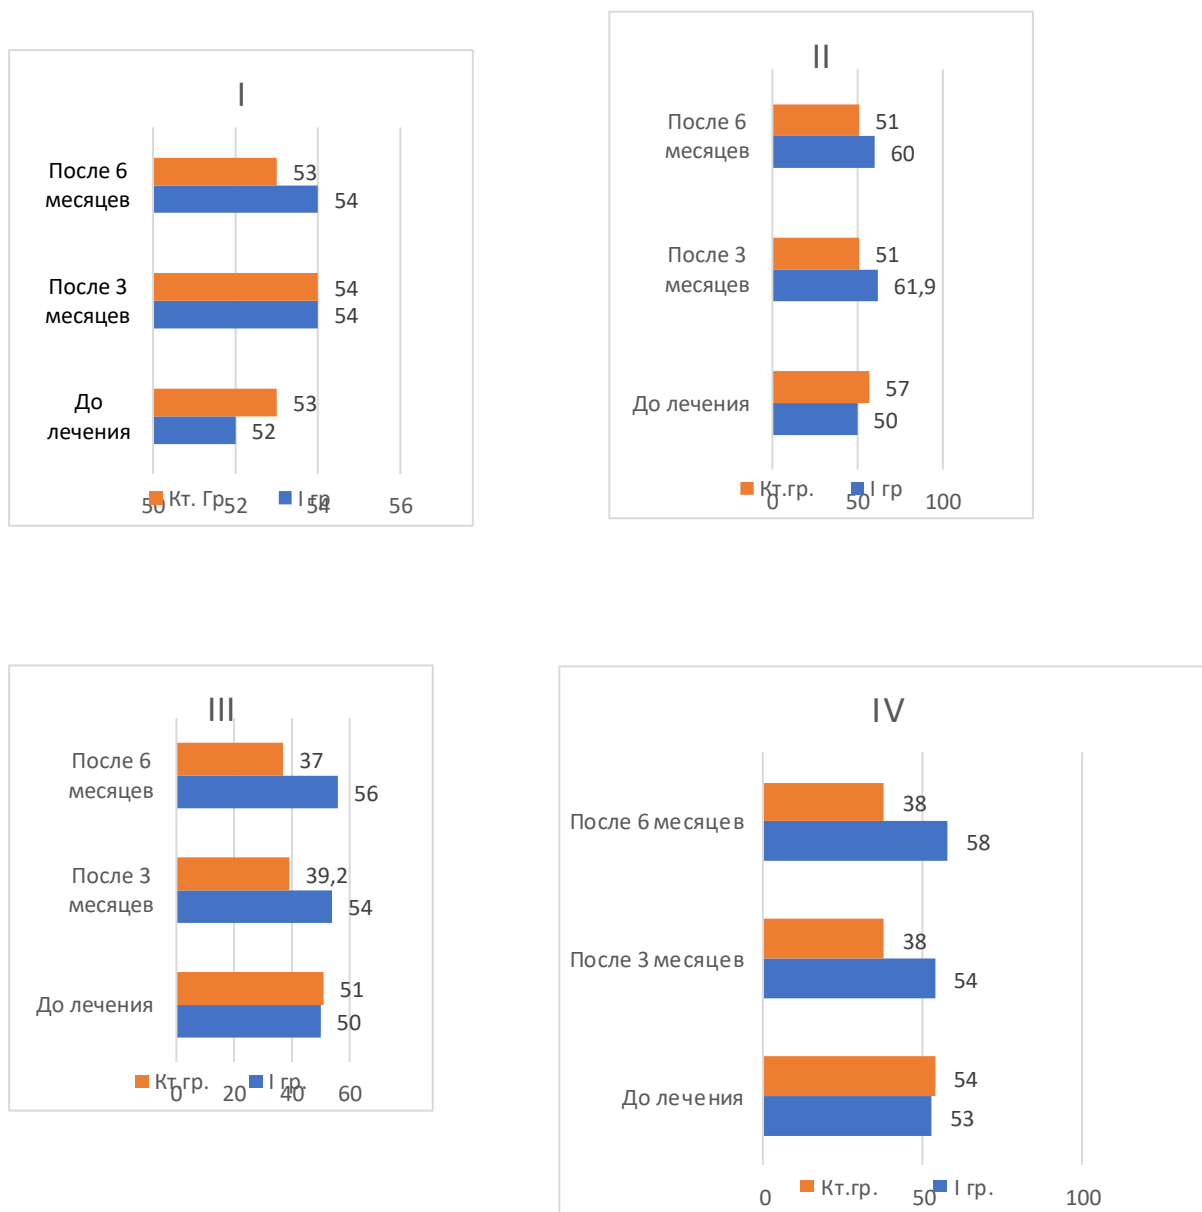 I
После 6
месяцев
53
54
После 3
месяцев
54
54
До
лечения
53
52
Кт. Гр.
I гр
50
52
54
56
II
После 6
месяцев
51
60
После 3
месяцев
51
61,9
До лечения
57
50
Кт.гр.
I гр
0
50
100
III
После 6
месяцев
37
56
После 3
месяцев
39,2
54
До лечения
51
50
Кт.гр.
I гр.
0
20
40
60
IV
После 6 месяцев
38
58
После 3 месяцев
38
54
До лечения
54
53
Кт.гр.
I гр.
0
50
100